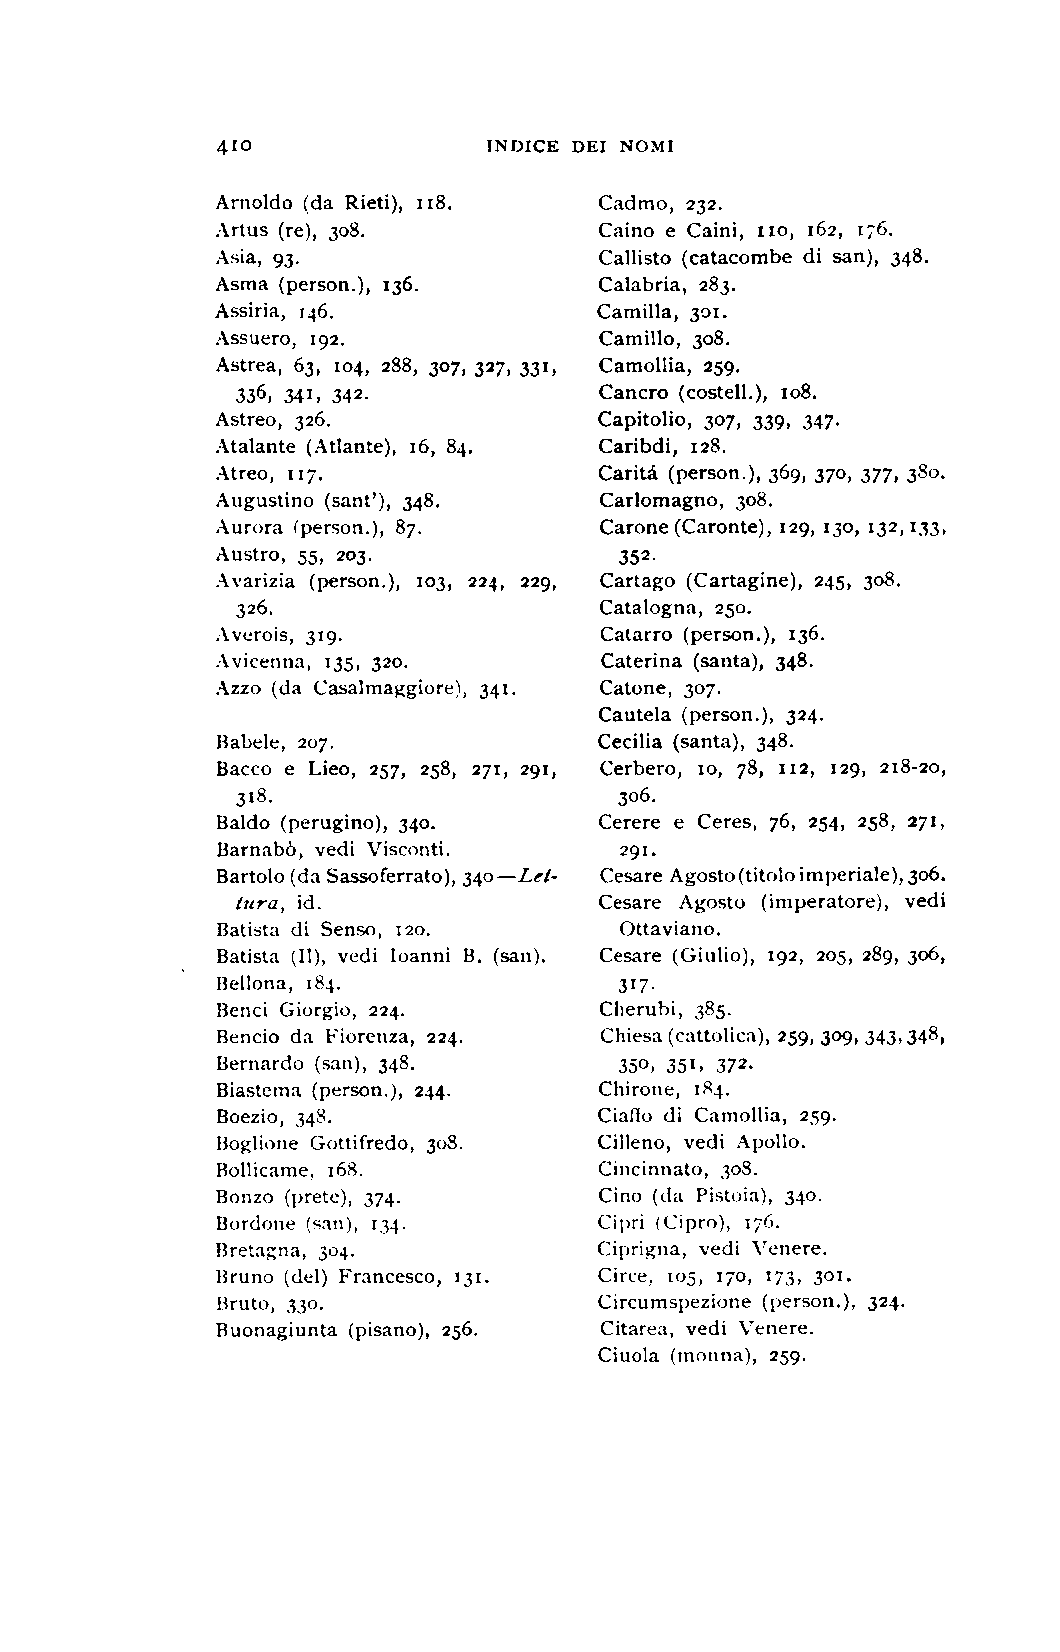 410 INDICE DEI NOMI
Arnoldo (da Rieti), 118.
Artus (re), 308.
Asia, 93.
Asma (person.), 136.
Assiria, 146.
Assuero, 192.
Astrea, 63, 104, 288, 307, 327, 331,
336, 341, 342.
Astreo, 326.
Atalante (Atlante), 16, 84.
Atreo, 117.
Augustino (sant'), 348.
Aurora (person.), 87.
Austro, 55, 203.
Avarizia (person.), 103, 224, 229,
326.
Averois, 319.
Avicenna, 135, 320.
Azzo (da Casalmaggiore), 341.
Babele, 207.
Bacco e Lieo, 257, 258, 271, 291,
318.
Baldo (perugino), 340.
Barnabò, vedi Visconti.
Bartolo (da Sassoferrato), 340—Let-
tura, id.
Batista di Senso, 120.
Batista (Il), vedi Ioanni B. (san).
Bellona, 184.
Benci Giorgio, 224.
Bencio da Fiorenza, 224.
Bernardo (san), 348.
Biastema (person.), 244.
Boezio, 348.
Boglione Gottifredo, 308.
Bollicame, 168.
Bonzo (prete), 374.
Bordone (san), 134.
Bretagna, 304.
Bruno (del) Francesco, 131.
Bruto, 330.
Buonagiunta (pisano), 256.
Cadmo, 232.
Caino e Caini, 110, 162, 176.
Callisto (catacombe di san), 348.
Calabria, 283.
Camilla, 301.
Camillo, 308.
Camollia, 259.
Cancro (costell.), 108.
Capitolio, 307, 339, 347.
Caribdi, 128.
Caritá (person.), 369, 370, 377, 380.
Carlomagno, 308.
Carone (Caronte), 129, 130, 132, 133,
352.
Cartago (Cartagine), 245, 308.
Catalogna, 250.
Catarro (person.), 136.
Caterina (santa), 348.
Catone, 307.
Cautela (person.), 324.
Cecilia (santa), 348.
Cerbero, 10, 78, 112, 129, 218-20,
306.
Cerere e Ceres, 76, 254, 258, 271,
291.
Cesare Agosto (titolo imperiale), 306.
Cesare Agosto (imperatore), vedi
Ottaviano.
Cesare (Giulio), 192, 205, 289, 306,
317.
Cherubi, 385.
Chiesa (cattolica), 259, 309, 343, 348,
350, 351, 372.
Chirone, 184.
Ciaffo di Camollia, 259.
Cilleno, vedi Apollo.
Cincinnato, 308.
Cino (da Pistoia), 340.
Cipri (Cipro), 176.
Ciprigna, vedi Venere.
Circe, 105, 170, 173, 301.
Circumspezione (person.), 324.
Citarea, vedi Venere.
Ciuola (monna), 259.